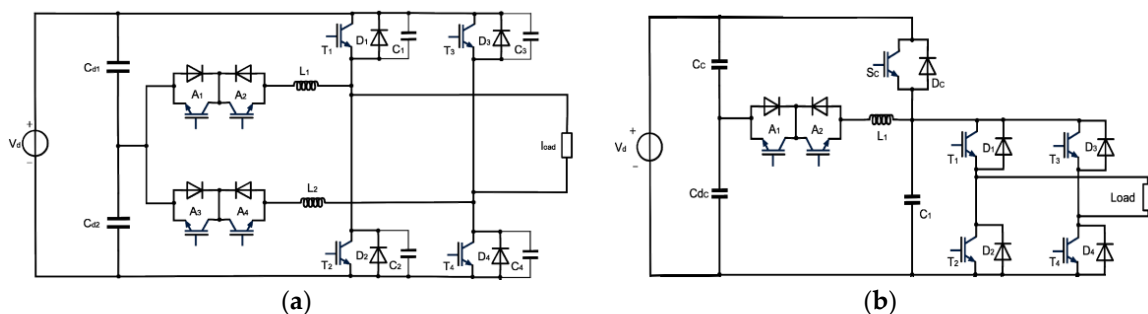 T1 D1 C1 T3 D3 C3
Cd1 A1 A2 L1
Vd + − Load
Cd2 A3 A4 L2
T2 D2 C2 T4 D4 C4
(a)
Cc Sc Dc
Vd + − A1 A2 L1
T1 D1 T3 D3
Cdc C1 Load
T2 D2 T4 D4
(b)